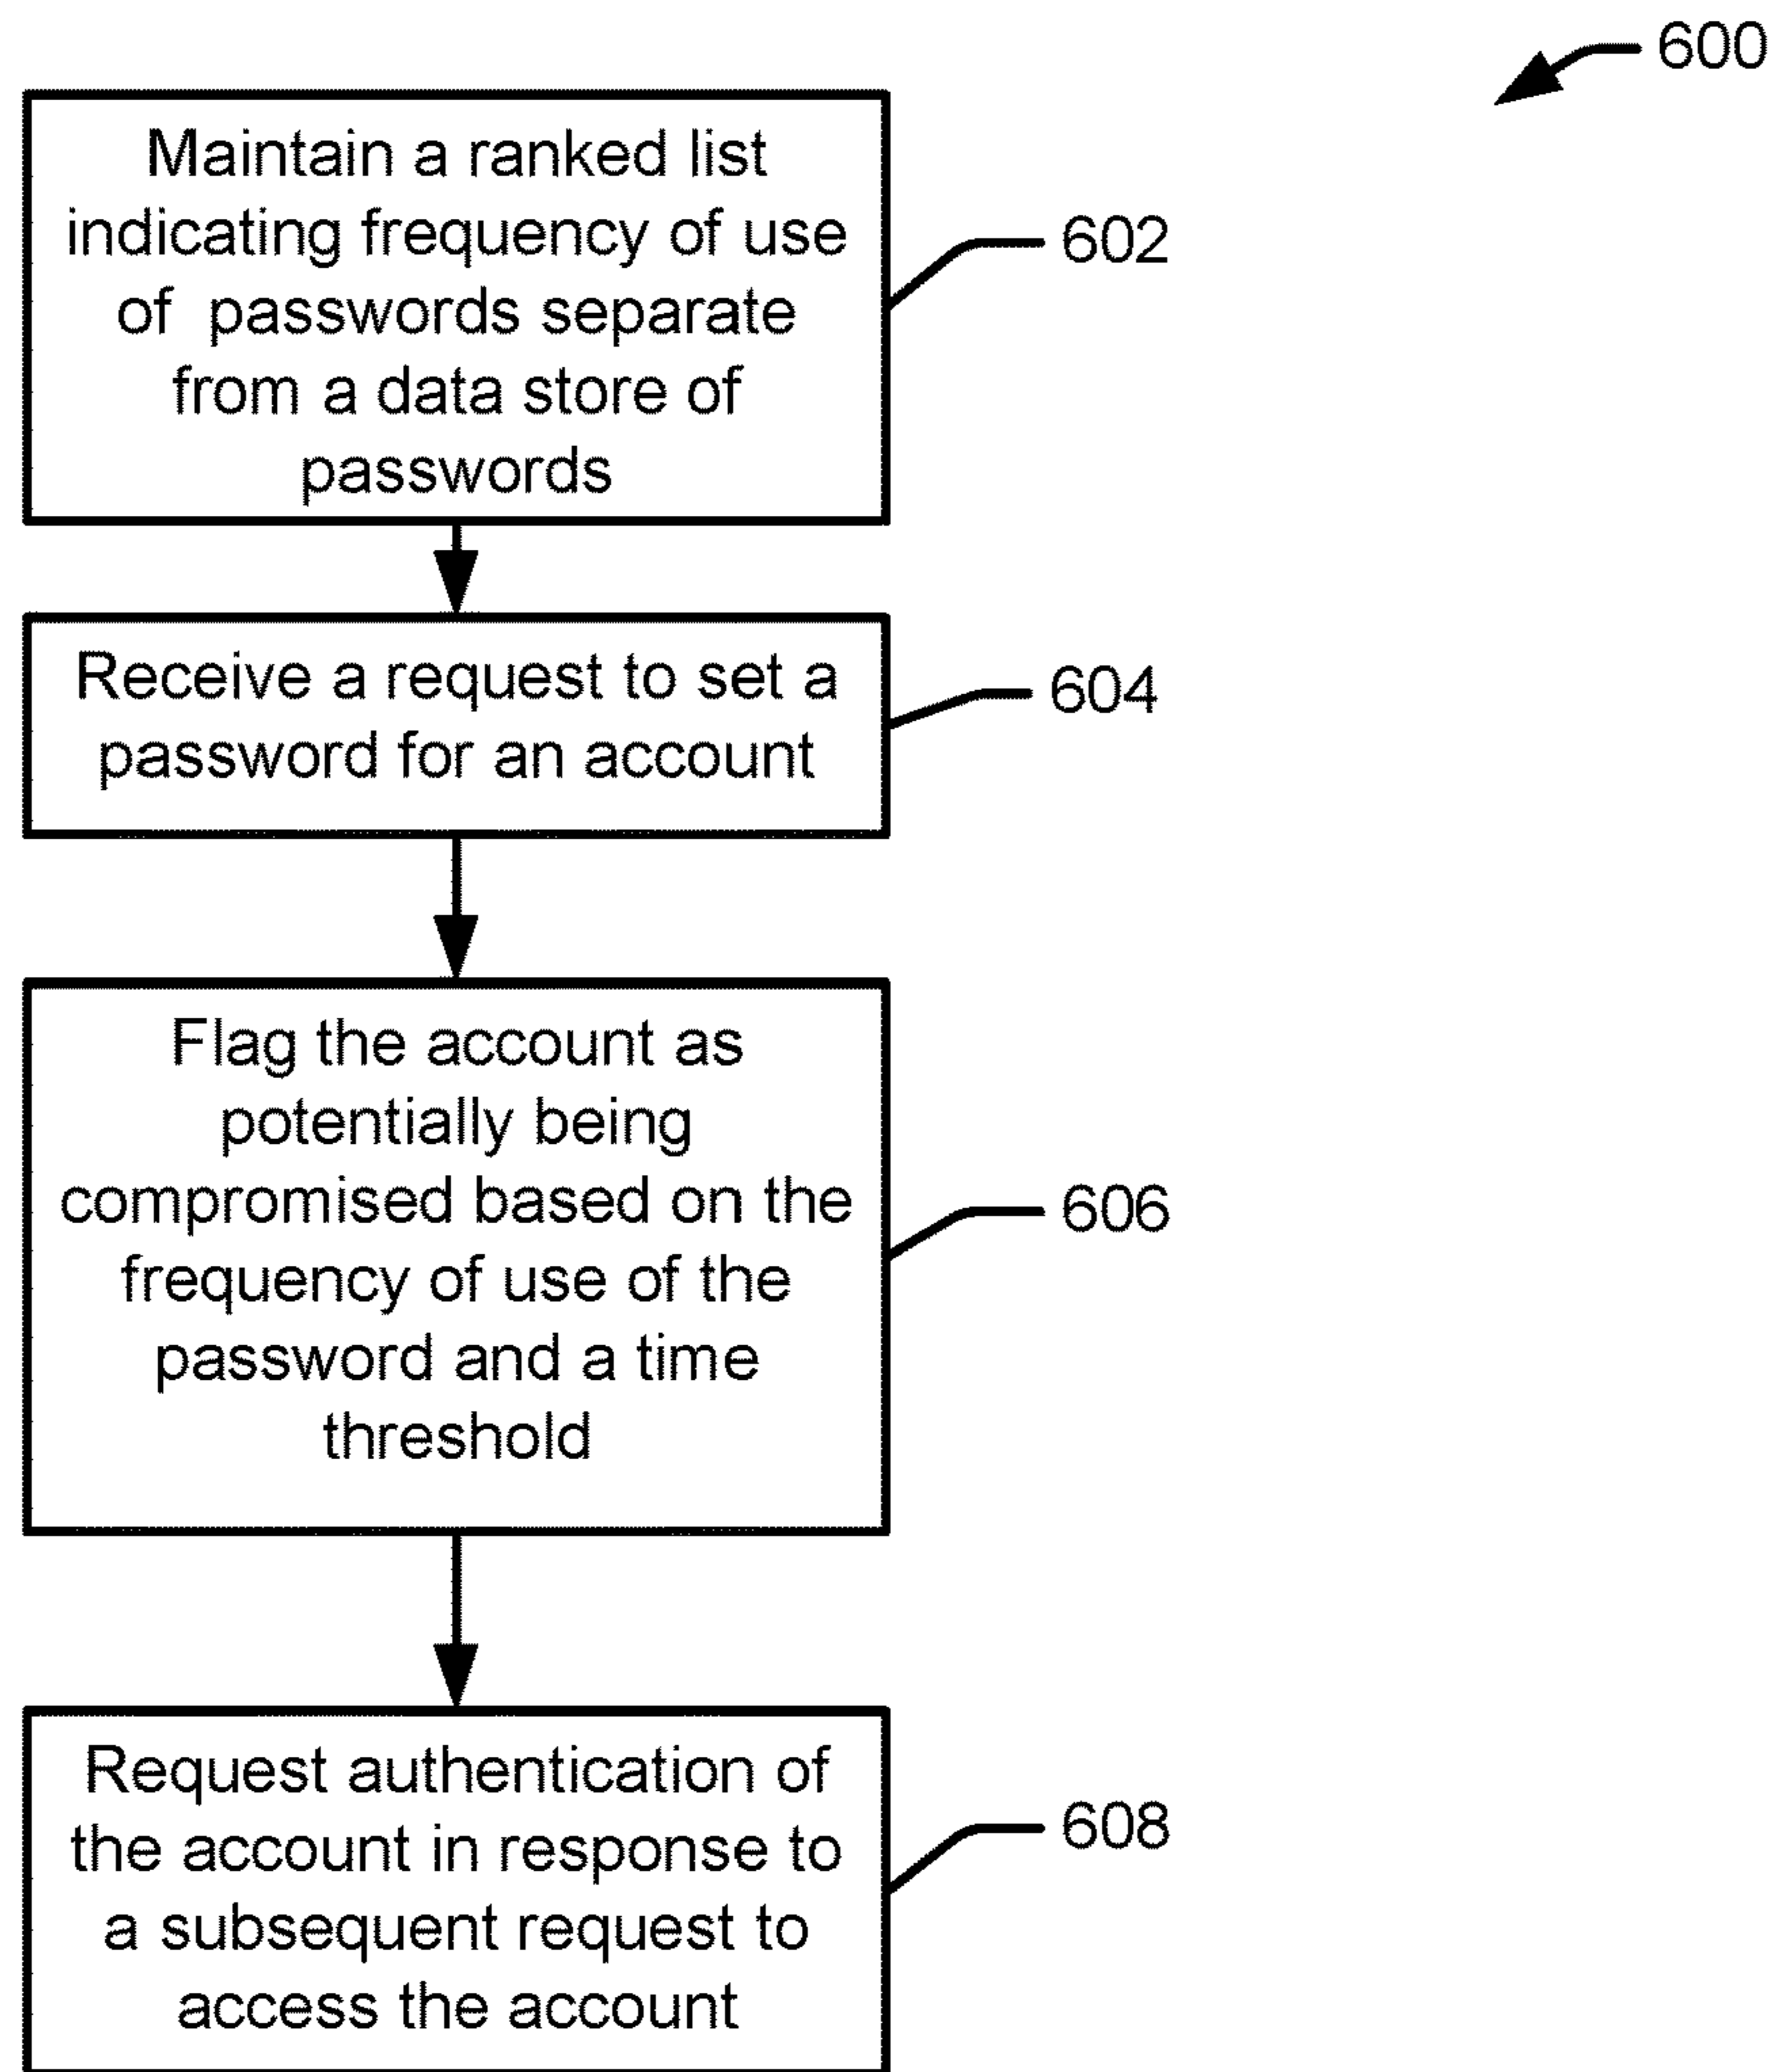 600
Maintain a ranked list
indicating frequency of use
of passwords separate
from a data store of
passwords
602
Receive a request to set a
password for an account
604
Flag the account as
potentially being
compromised based on the
frequency of use of the
password and a time
threshold
606
Request authentication of
the account in response to
a subsequent request to
access the account
608